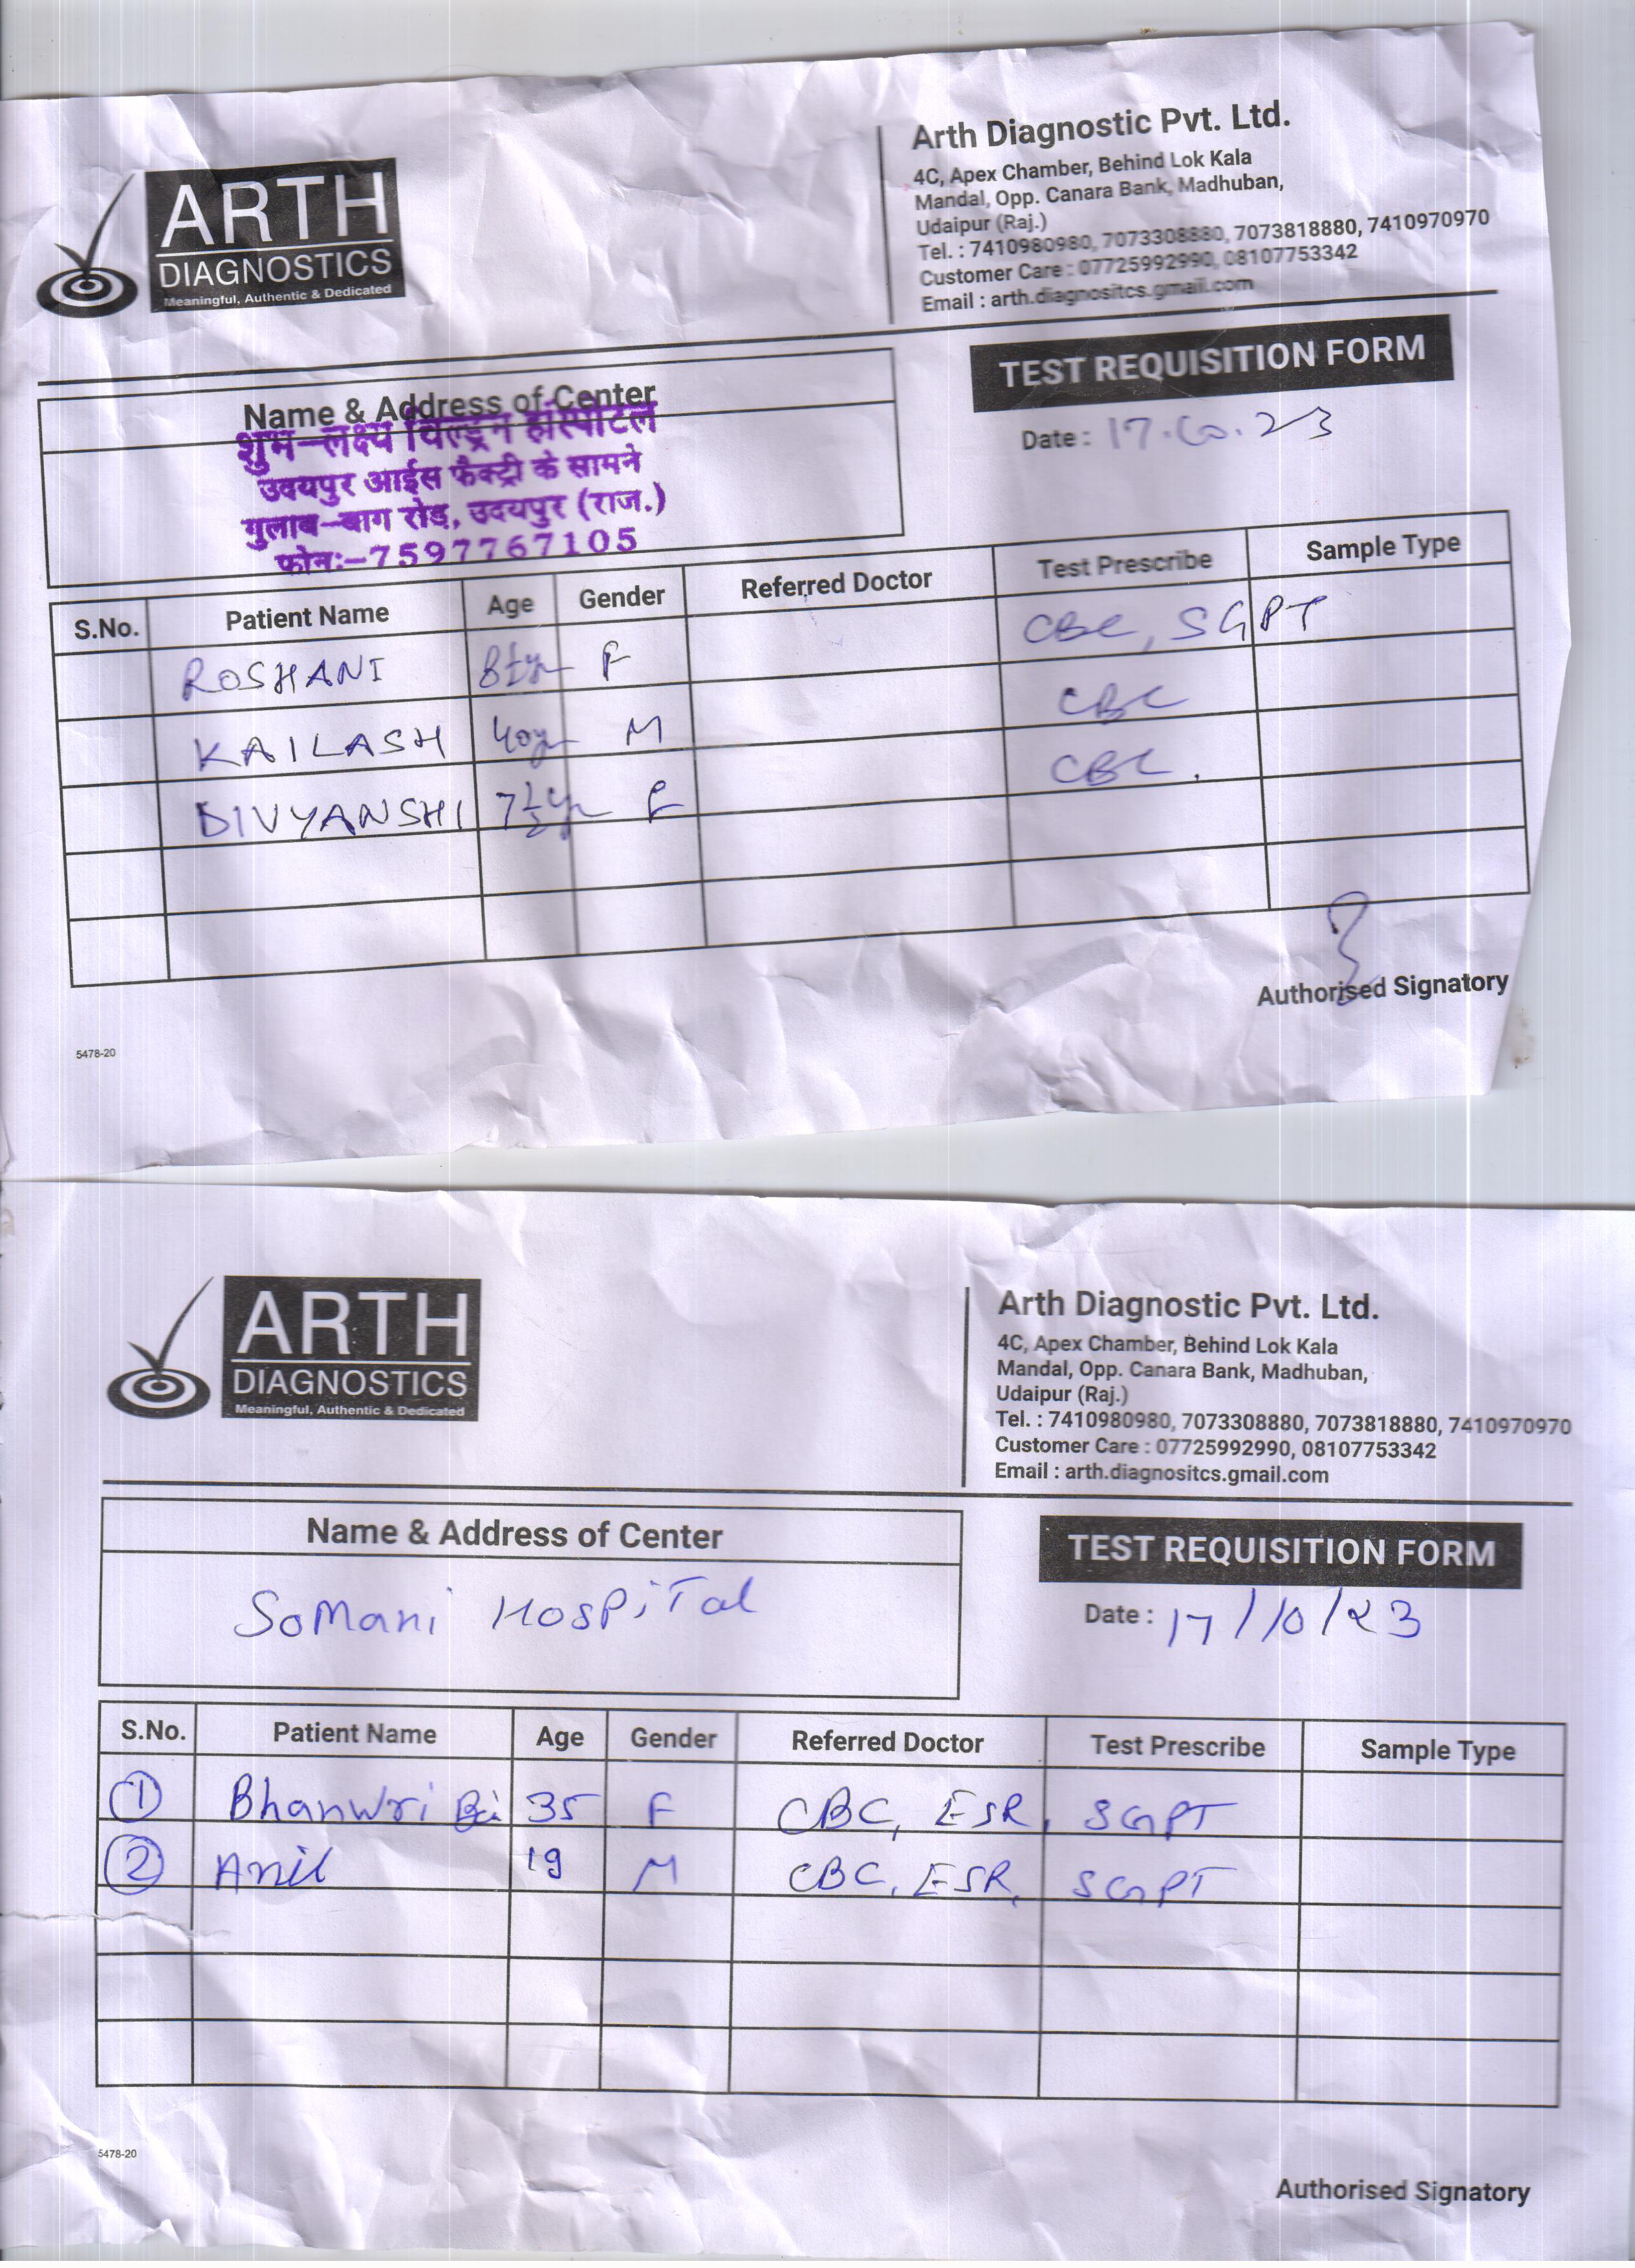 ARTH
DIAGNOSTICS
Meaningful, Authentic & Dedicated
Arth Diagnostic Pvt. Ltd.
4C, Apex Chamber, Behind Lok Kala
Mandal, Opp. Canara Bank, Madhuban,
Udaipur (Raj.)
Tel. : 7410980980, 7073308880, 7073818880, 7410970970
Customer Care : 07725992990, 08107753342
Email : arth.diagnositcs.gmail.com
TEST REQUISITION FORM
Name & Address of Center
Date : 17.10.23
शुभ-लक्ष्य चिल्ड्रन हॉस्पीटल
उदयपुर आईस फैक्ट्री के सामने
गुलाब-बाग रोड, उदयपुर (राज.)
फोनः-7597767105
S.No. Patient Name Age Gender Referred Doctor Test Prescribe Sample Type
ROSHANI F CBC, SGPT
KAILASH 40yr M CBC
DIVYANSHI 7½yr F CBC.
Authorised Signatory
5478-20
ARTH
DIAGNOSTICS
Meaningful, Authentic & Dedicated
Arth Diagnostic Pvt. Ltd.
4C, Apex Chamber, Behind Lok Kala
Mandal, Opp. Canara Bank, Madhuban,
Udaipur (Raj.)
Tel. : 7410980980, 7073308880, 7073818880, 7410970970
Customer Care : 07725992990, 08107753342
Email : arth.diagnositcs.gmail.com
Name & Address of Center
TEST REQUISITION FORM
SoMani HospiTal
Date : 17/10/23
S.No. Patient Name Age Gender Referred Doctor Test Prescribe Sample Type
1 Bhanwri Bai 35 F CBC, ESR, SGPT
2 Anil 19 M CBC, ESR, SGPT
5478-20
Authorised Signatory